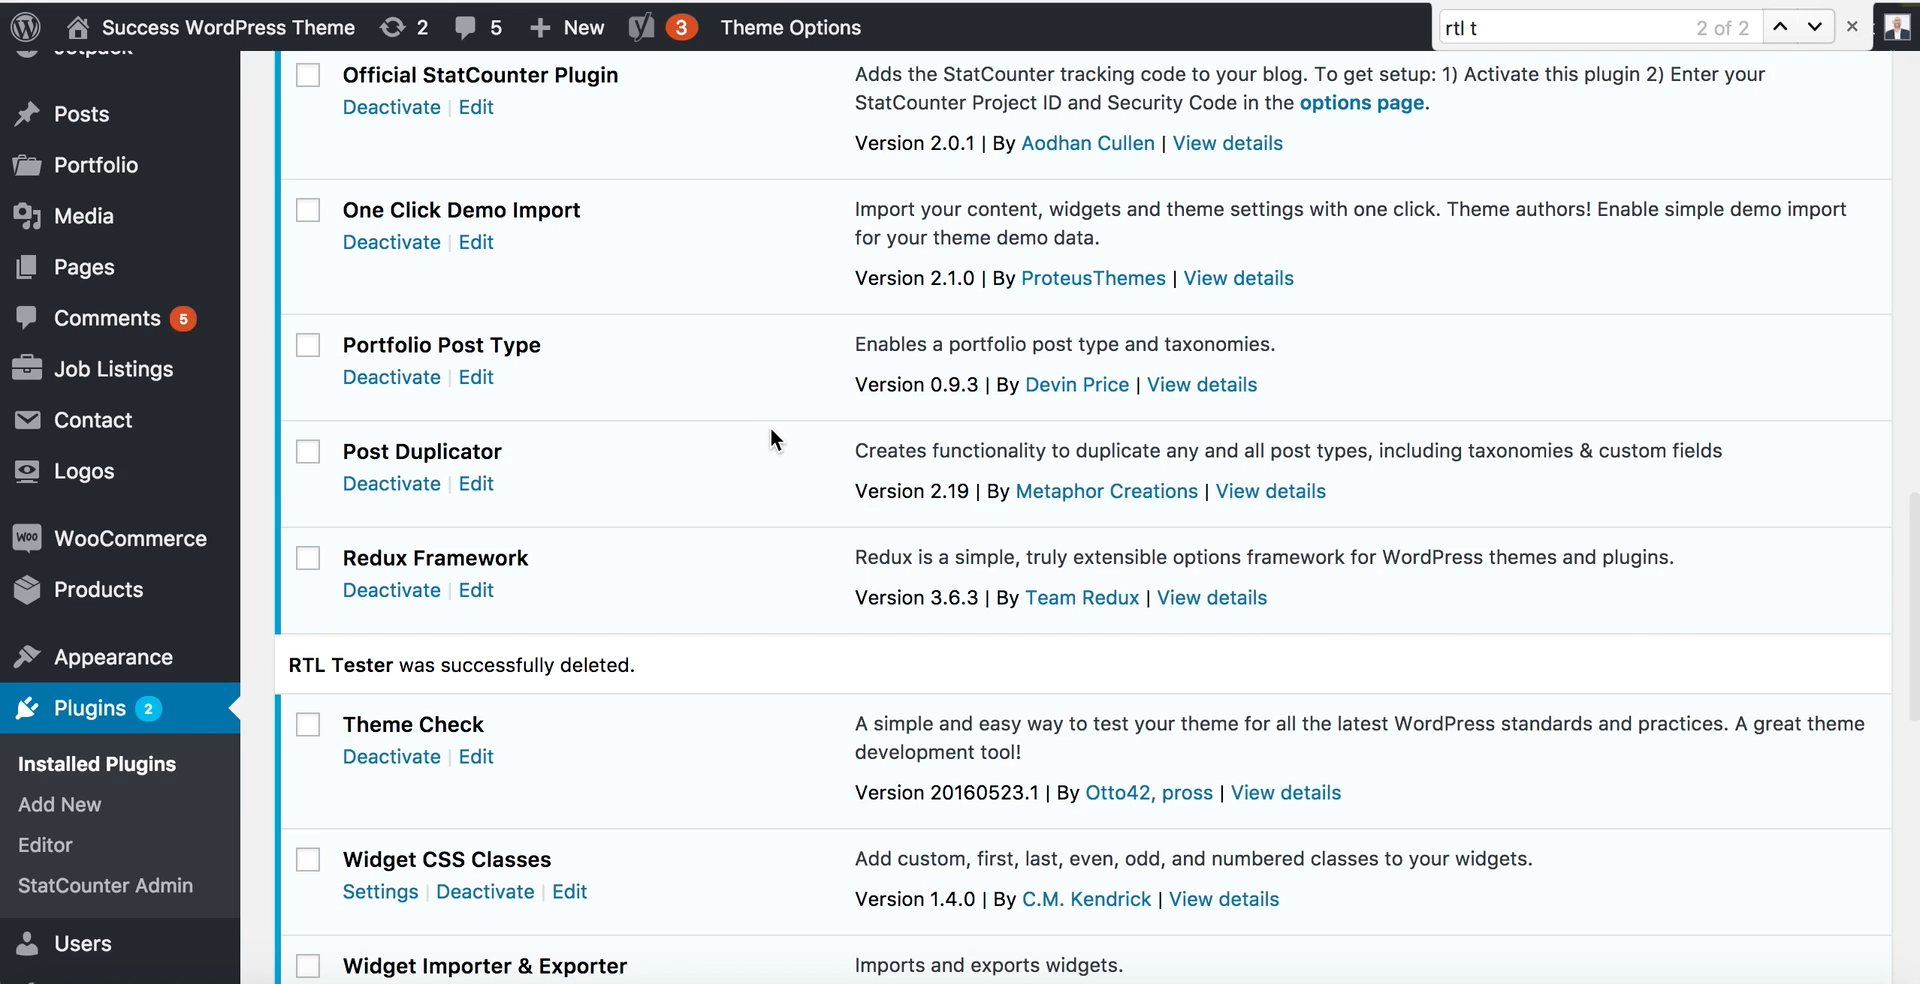 Success WordPress Theme 2 5 New 3 Theme Options rtl t 2 of 2
Jetpack
Posts
Portfolio
Media
Pages
Comments 5
Job Listings
Contact
Logos
WOO WooCommerce
Products
Appearance
Plugins 2
Installed Plugins
Add New
Editor
StatCounter Admin
Users
Official StatCounter Plugin
Deactivate | Edit
Adds the StatCounter tracking code to your blog. To get setup: 1) Activate this plugin 2) Enter your
StatCounter Project ID and Security Code in the options page.
Version 2.0.1 | By Aodhan Cullen | View details
One Click Demo Import
Deactivate | Edit
Import your content, widgets and theme settings with one click. Theme authors! Enable simple demo import
for your theme demo data.
Version 2.1.0 | By ProteusThemes | View details
Portfolio Post Type
Deactivate | Edit
Enables a portfolio post type and taxonomies.
Version 0.9.3 | By Devin Price | View details
Post Duplicator
Deactivate | Edit
Creates functionality to duplicate any and all post types, including taxonomies & custom fields
Version 2.19 | By Metaphor Creations | View details
Redux Framework
Deactivate | Edit
Redux is a simple, truly extensible options framework for WordPress themes and plugins.
Version 3.6.3 | By Team Redux | View details
RTL Tester was successfully deleted.
Theme Check
Deactivate | Edit
A simple and easy way to test your theme for all the latest WordPress standards and practices. A great theme
development tool!
Version 20160523.1 | By Otto42, pross | View details
Widget CSS Classes
Settings | Deactivate | Edit
Add custom, first, last, even, odd, and numbered classes to your widgets.
Version 1.4.0 | By C.M. Kendrick | View details
Widget Importer & Exporter
Imports and exports widgets.